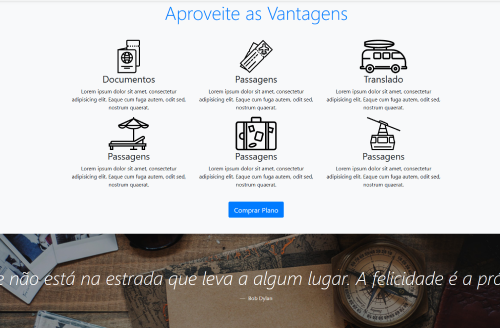 Aproveite as Vantagens
Documentos
Lorem ipsum dolor sit amet, consectetur
adipisicing elit. Eaque cum fuga autem, odit sed,
nostrum quaerat.
Passagens
Lorem ipsum dolor sit amet, consectetur
adipisicing elit. Eaque cum fuga autem, odit sed,
nostrum quaerat.
Translado
Lorem ipsum dolor sit amet, consectetur
adipisicing elit. Eaque cum fuga autem, odit sed,
nostrum quaerat.
Passagens
Lorem ipsum dolor sit amet, consectetur
adipisicing elit. Eaque cum fuga autem, odit sed,
nostrum quaerat.
Passagens
Lorem ipsum dolor sit amet, consectetur
adipisicing elit. Eaque cum fuga autem, odit sed,
nostrum quaerat.
Passagens
Lorem ipsum dolor sit amet, consectetur
adipisicing elit. Eaque cum fuga autem, odit sed,
nostrum quaerat.
Comprar Plano
e não está na estrada que leva a algum lugar. A felicidade é a pró
— Bob Dylan